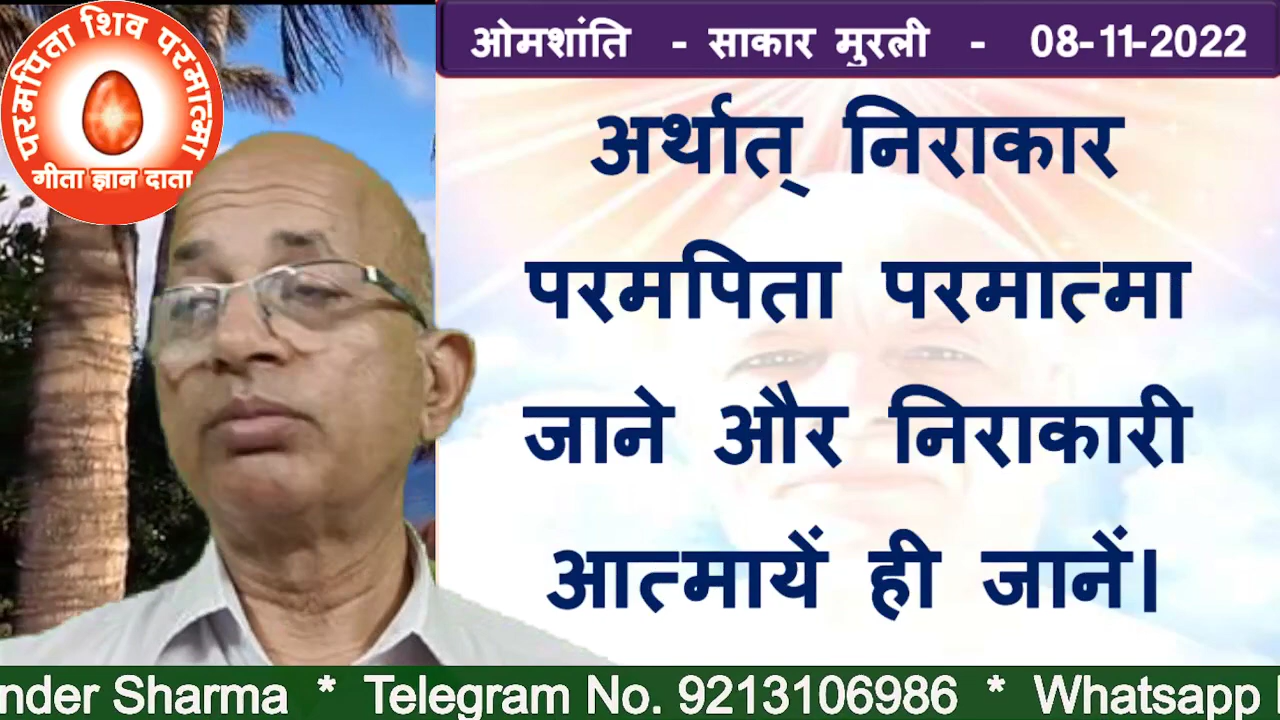 परमपिता शिव परमात्मा
गीता ज्ञान दाता
ओमशांति - साकार मुरली - 08-11-2022
अर्थात् निराकार
परमपिता परमात्मा
जाने और निराकारी
आत्मायें ही जानें।
nder Sharma * Telegram No. 9213106986 * Whatsapp